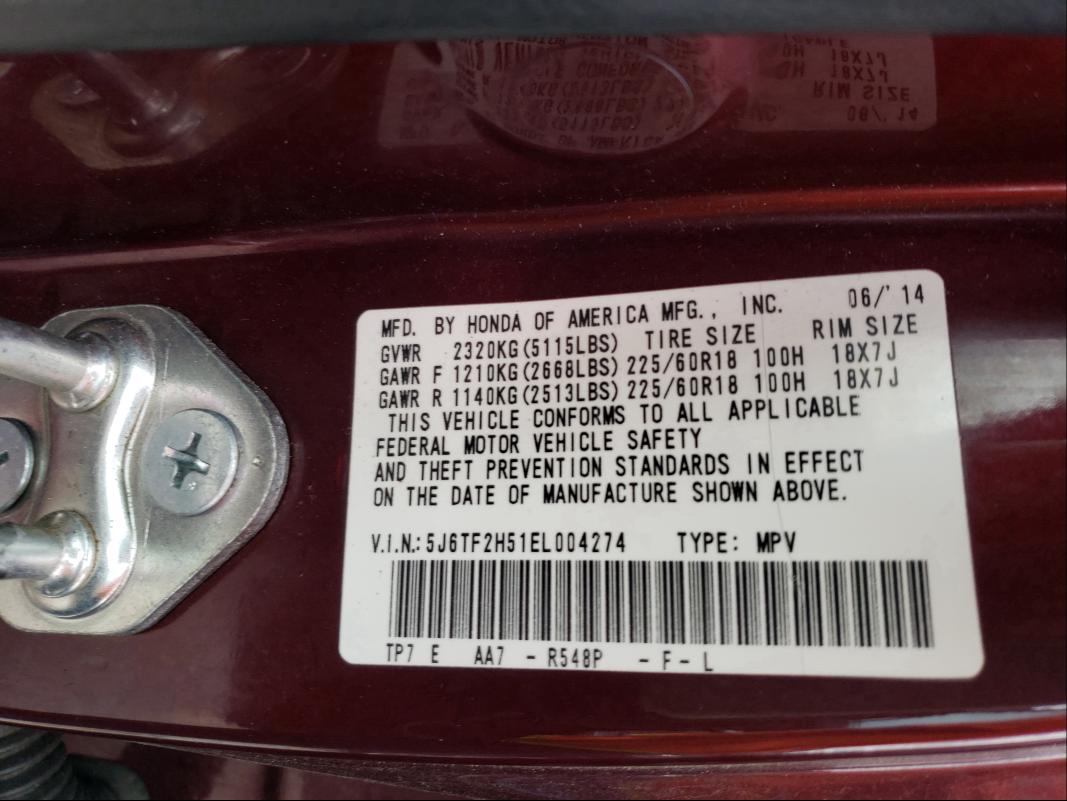 MFD. BY HONDA OF AMERICA MFG., INC. 06/'14
GVWR 2320KG(5115LBS) TIRE SIZE RIM SIZE
GAWR F 1210KG(2668LBS) 225/60R18 100H 18X7J
GAWR R 1140KG(2513LBS) 225/60R18 100H 18X7J
THIS VEHICLE CONFORMS TO ALL APPLICABLE
FEDERAL MOTOR VEHICLE SAFETY
AND THEFT PREVENTION STANDARDS IN EFFECT
ON THE DATE OF MANUFACTURE SHOWN ABOVE.
V.I.N.: 5J6TF2H51EL004274 TYPE: MPV
TP7 E AA7 - R548P - F - L